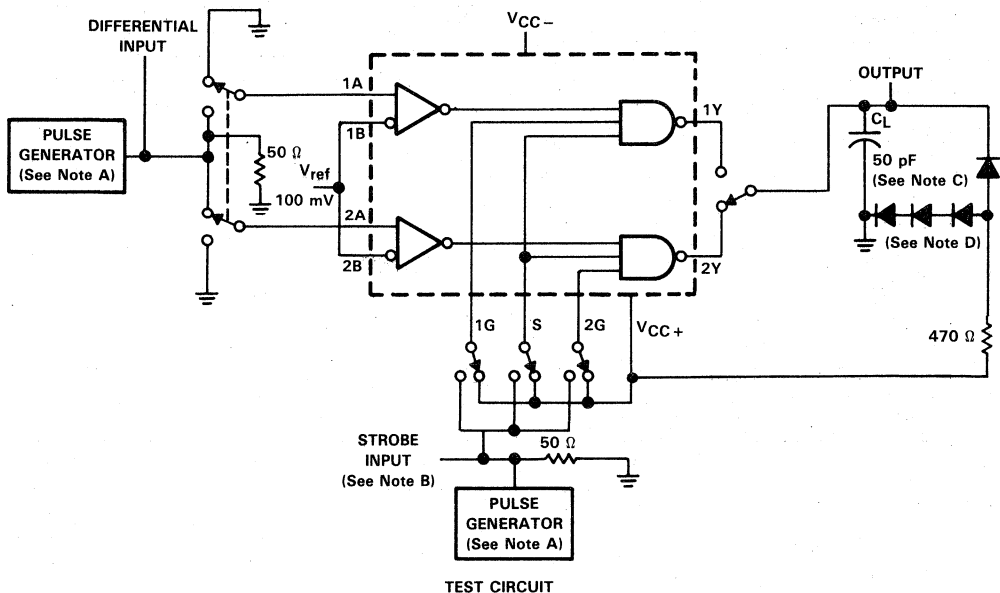 VCC−
DIFFERENTIAL
INPUT
OUTPUT
1A
1Y
CL
PULSE
GENERATOR
(See Note A)
1B
50 Ω
50 pF
(See Note C)
Vref
100 mV
2A
(See Note D)
2B
2Y
1G
S
2G
VCC+
470 Ω
STROBE
INPUT
(See Note B)
50 Ω
PULSE
GENERATOR
(See Note A)
TEST CIRCUIT